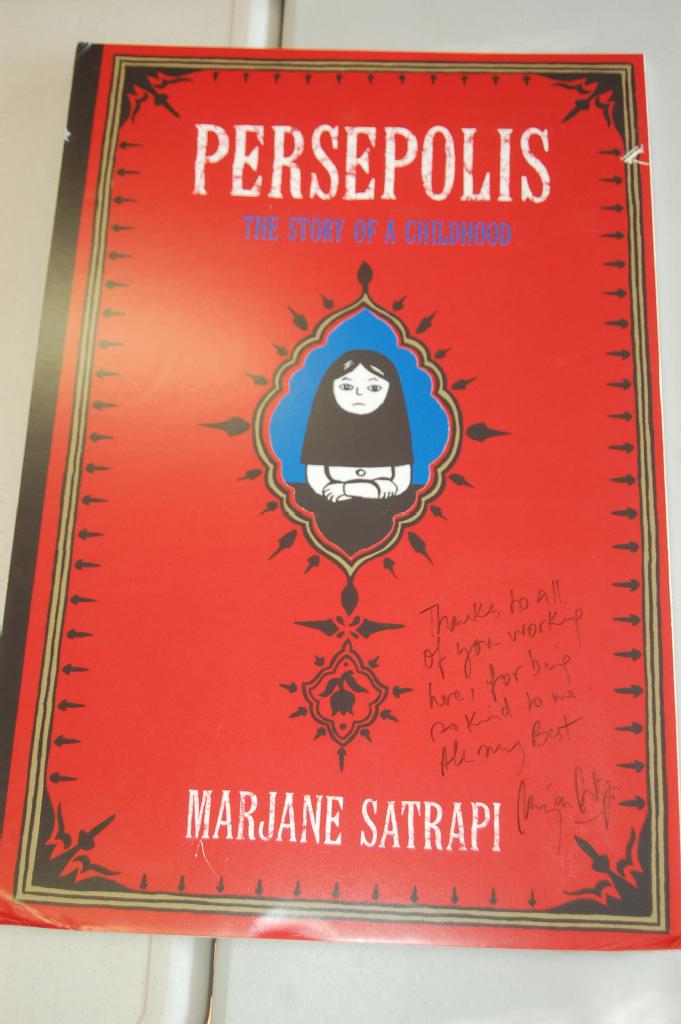 PERSEPOLIS
THE STORY OF A CHILDHOOD
Thanks to all
of you working
here, for being
so kind to me.
All my Best
MARJANE SATRAPI